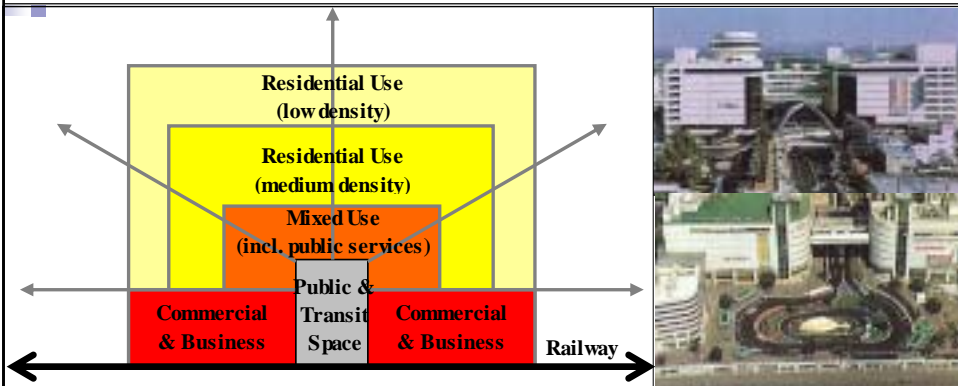 Residential Use
(low density)
Residential Use
(medium density)
Mixed Use
(incl. public services)
Public &
Transit
Space
Commercial
& Business
Commercial
& Business
Railway